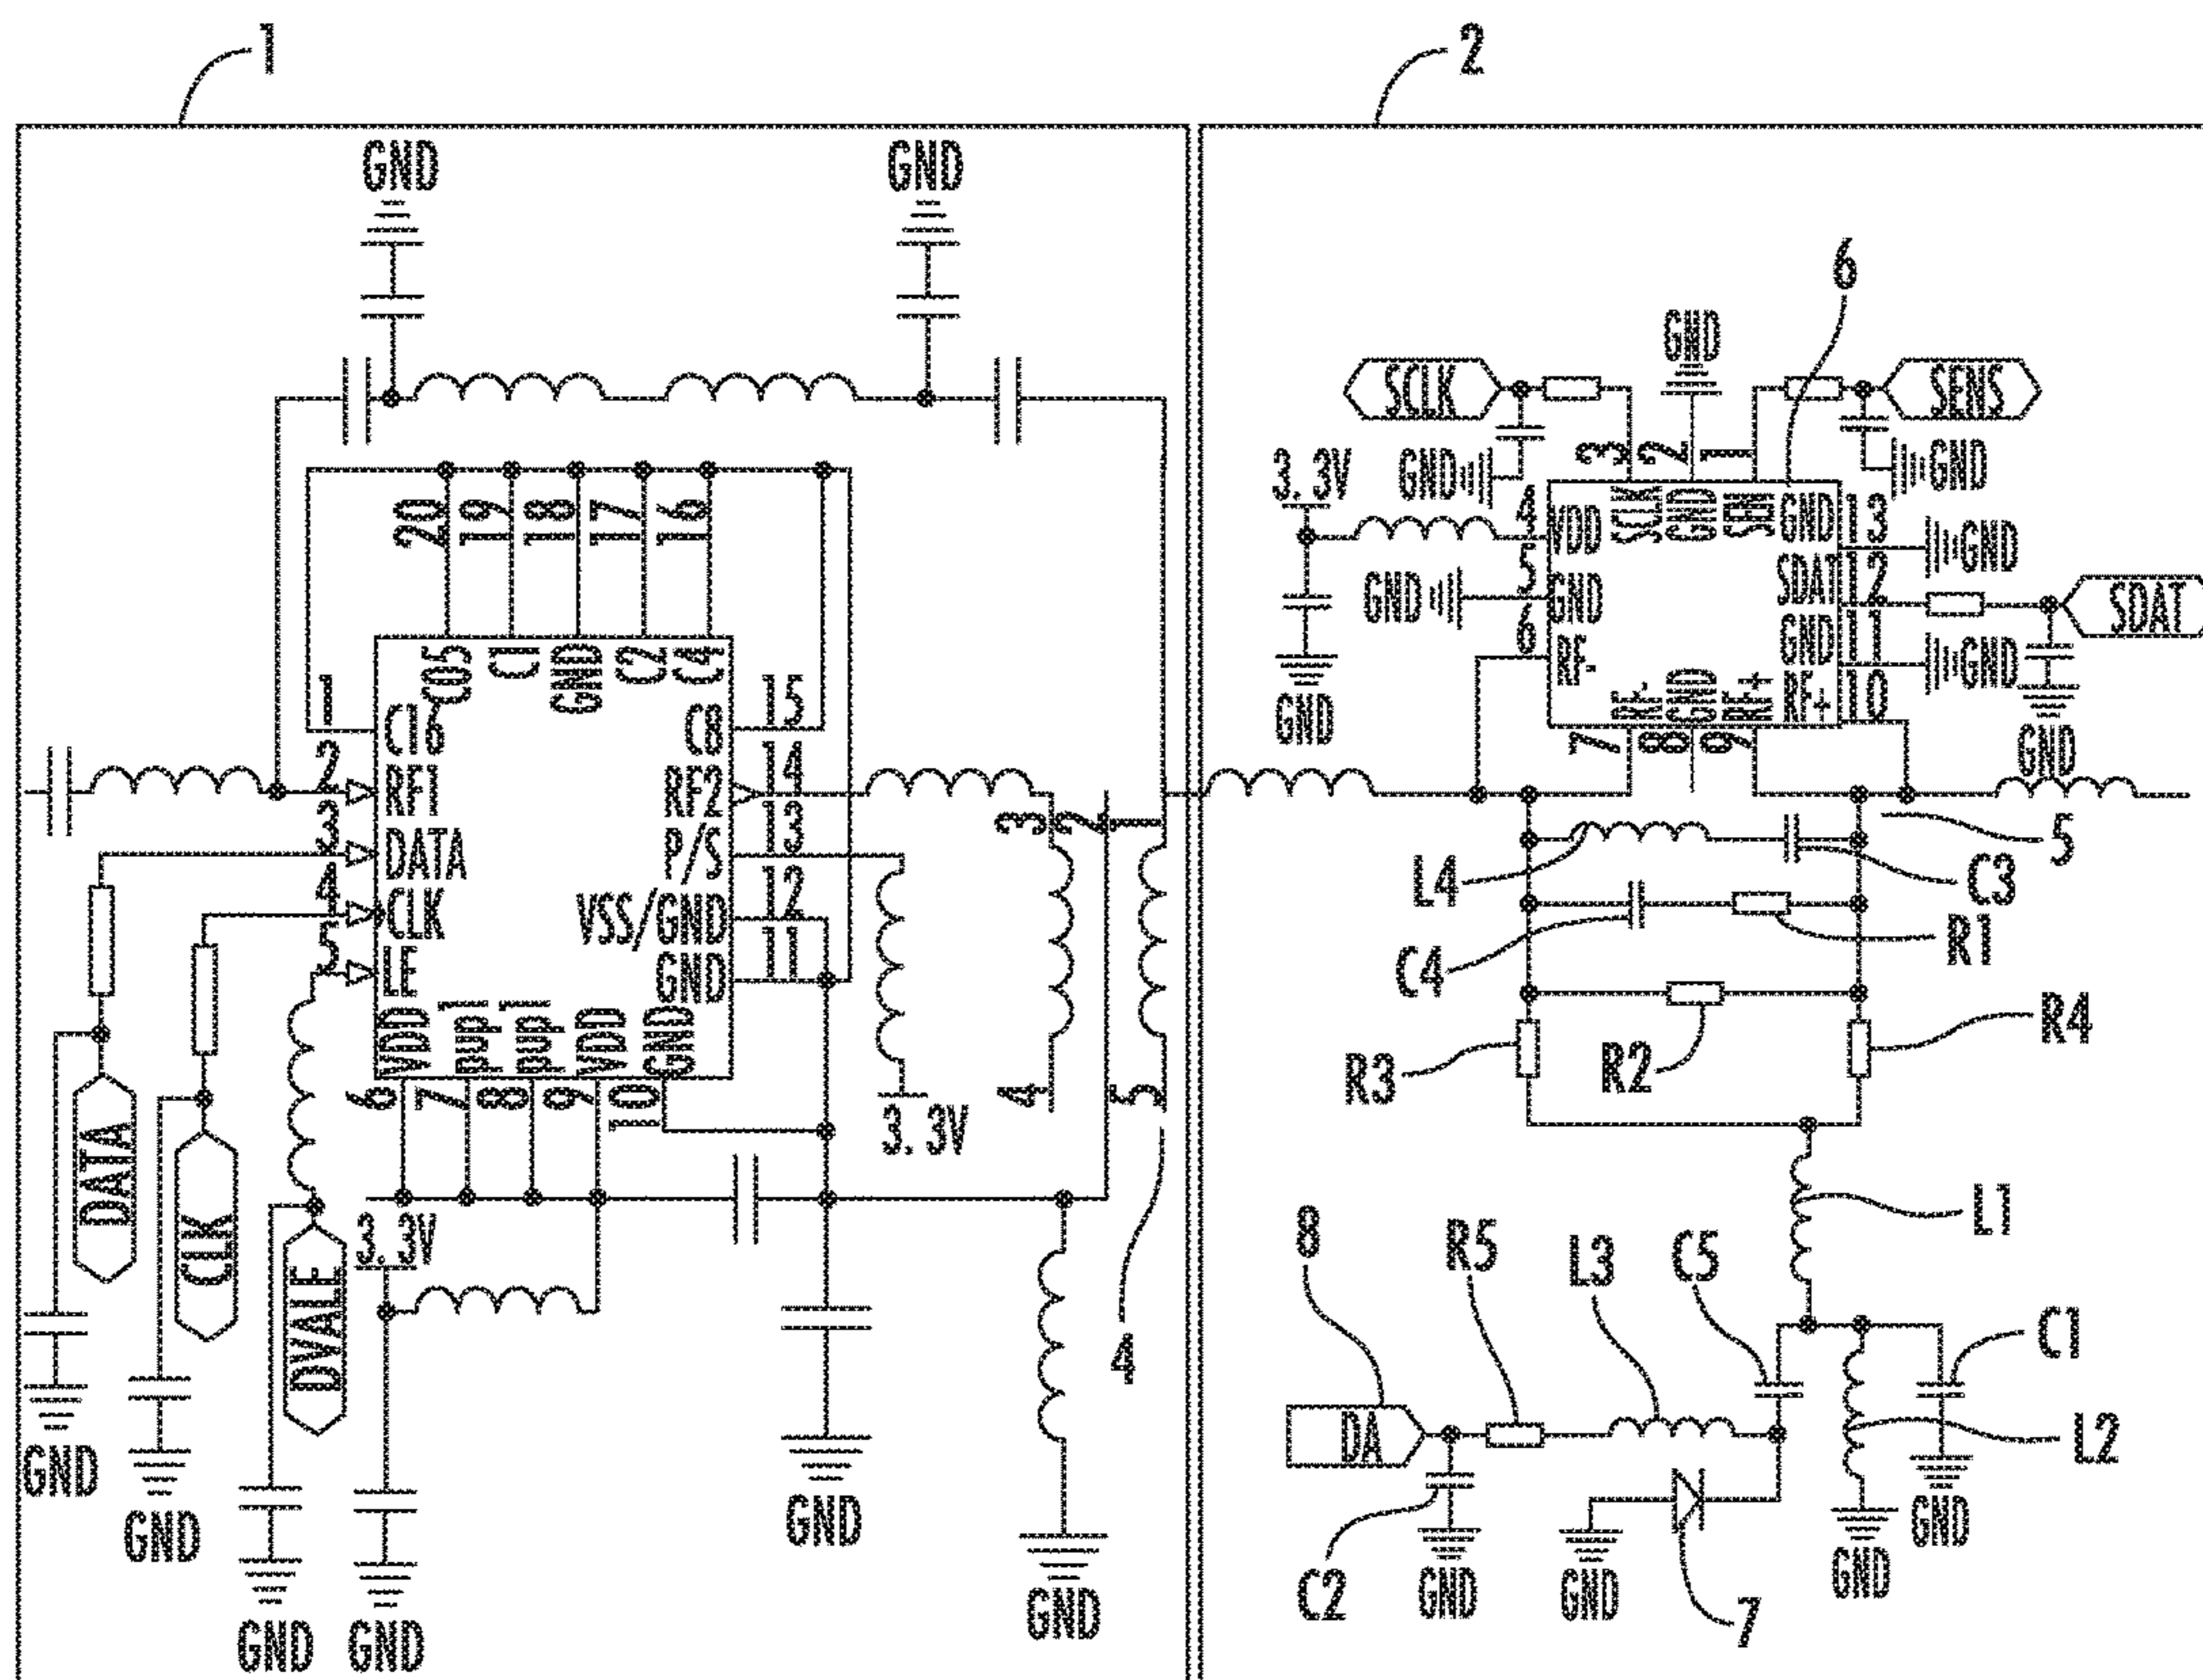 1
2
GND
GND
6
GND
SCLK
SENS
3
2
1
GND
GND
3.3V
20
19
18
17
16
4
VDD
SCLK
GND
SEN
GND
13
GND
5
GND
GND
SDAT
12
SDAT
6
RF-
GND
11
GND
RF-
GND
RF+
RF+
10
GND
7
8
9
GND
1
C16
C05
C1
GND
C2
C4
C8
15
2
RF1
RF2
14
3
DATA
P/S
13
3
2
1
4
CLK
VSS/GND
12
5
LE
GND
11
VDD
PUP1
PUP1
VDD
GND
6
7
8
9
10
4
5
3.3V
L4
C3
5
C4
R1
R3
R2
R4
DATA
CLK
DVALE
3.3V
4
L1
8
R5
L3
C5
C1
DA
L2
GND
GND
GND
GND
GND
GND
C2
GND
GND
7
GND
GND